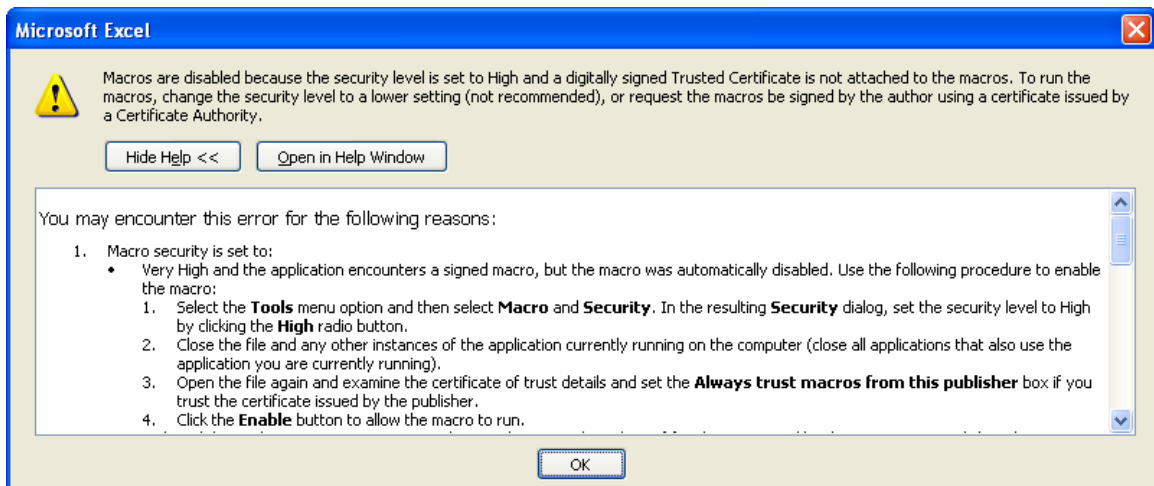 Microsoft Excel
Macros are disabled because the security level is set to High and a digitally signed Trusted Certificate is not attached to the macros. To run the
macros, change the security level to a lower setting (not recommended), or request the macros be signed by the author using a certificate issued by
a Certificate Authority.
Hide Help << Open in Help Window
You may encounter this error for the following reasons:
1. Macro security is set to:
• Very High and the application encounters a signed macro, but the macro was automatically disabled. Use the following procedure to enable
the macro:
1. Select the Tools menu option and then select Macro and Security. In the resulting Security dialog, set the security level to High
by clicking the High radio button.
2. Close the file and any other instances of the application currently running on the computer (close all applications that also use the
application you are currently running).
3. Open the file again and examine the certificate of trust details and set the Always trust macros from this publisher box if you
trust the certificate issued by the publisher.
4. Click the Enable button to allow the macro to run.
OK